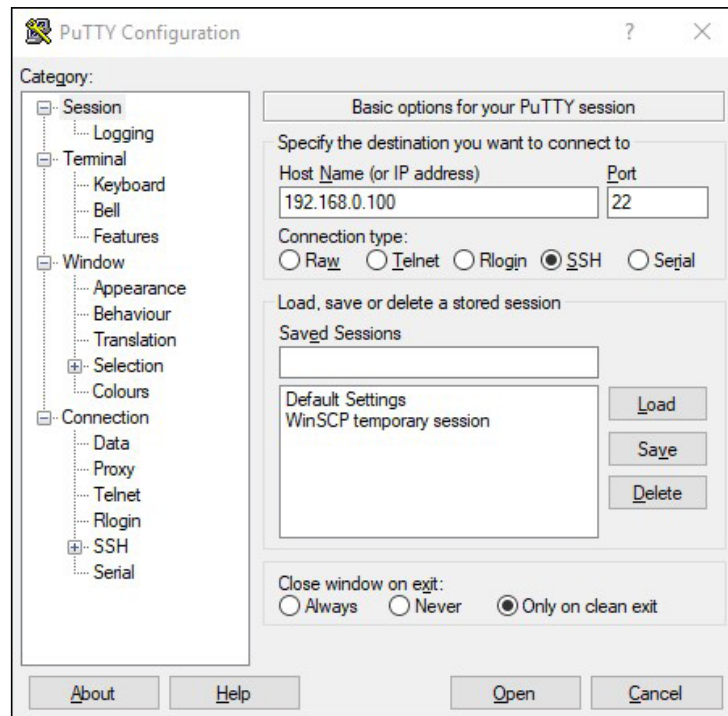 PuTTY Configuration
?
Category:
Session
Logging
Terminal
Keyboard
Bell
Features
Window
Appearance
Behaviour
Translation
Selection
Colours
Connection
Data
Proxy
Telnet
Rlogin
SSH
Serial
Basic options for your PuTTY session
Specify the destination you want to connect to
Host Name (or IP address) Port
192.168.0.100 22
Connection type:
Raw Telnet Rlogin SSH Serial
Load, save or delete a stored session
Saved Sessions
Default Settings
WinSCP temporary session
Load
Save
Delete
Close window on exit:
Always Never Only on clean exit
About Help Open Cancel